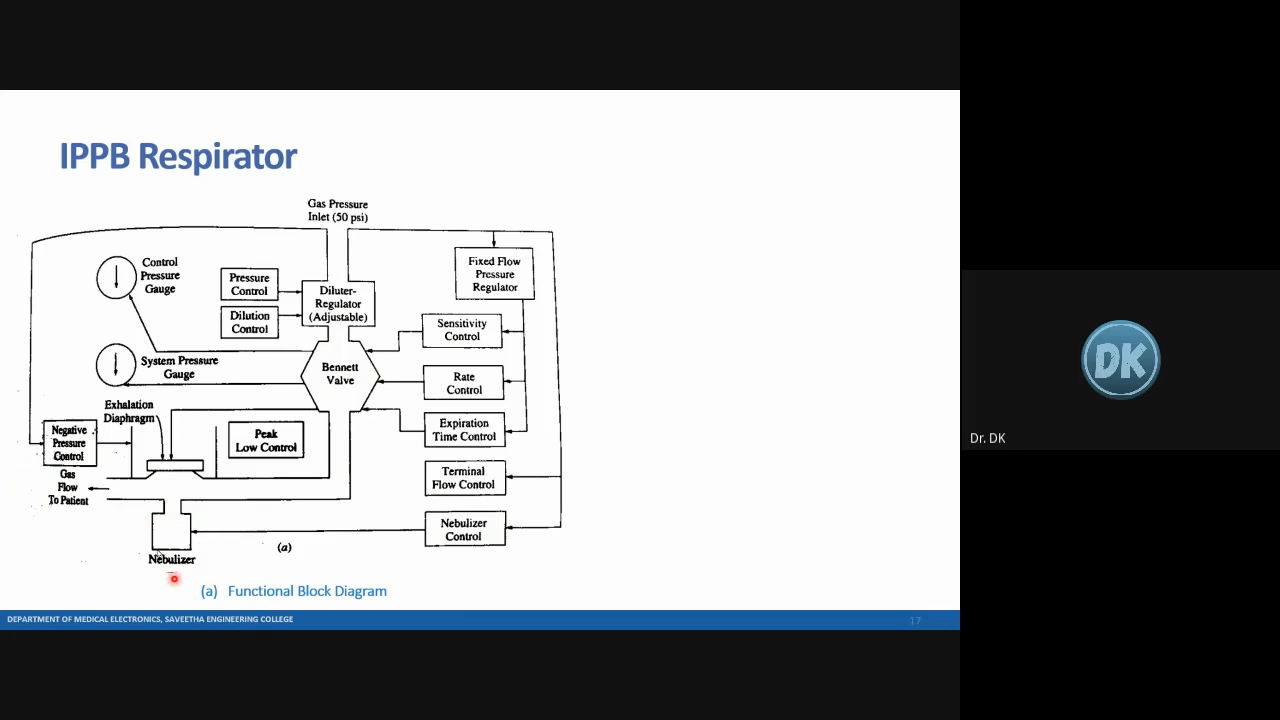 IPPB Respirator
Gas Pressure
Inlet (50 psi)
Control
Pressure
Gauge
Pressure
Control
Diluter-
Regulator
(Adjustable)
Fixed Flow
Pressure
Regulator
Dilution
Control
Sensitivity
Control
System Pressure
Gauge
Bennett
Valve
Rate
Control
Exhalation
Diaphragm
Negative
Pressure
Control
Peak
Low Control
Expiration
Time Control
Gas
Flow
To Patient
Terminal
Flow Control
Nebulizer
Control
Nebulizer
(a)
(a) Functional Block Diagram
DEPARTMENT OF MEDICAL ELECTRONICS, SAVEETHA ENGINEERING COLLEGE
17
DK
Dr. DK